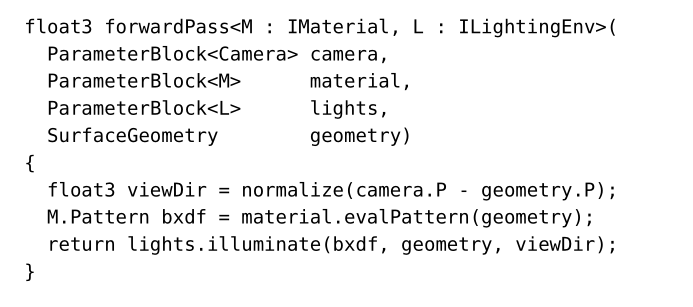 float3 forwardPass<M : IMaterial, L : ILightingEnv>(
  ParameterBlock<Camera> camera,
  ParameterBlock<M>      material,
  ParameterBlock<L>      lights,
  SurfaceGeometry        geometry)
{
  float3 viewDir = normalize(camera.P - geometry.P);
  M.Pattern bxdf = material.evalPattern(geometry);
  return lights.illuminate(bxdf, geometry, viewDir);
}